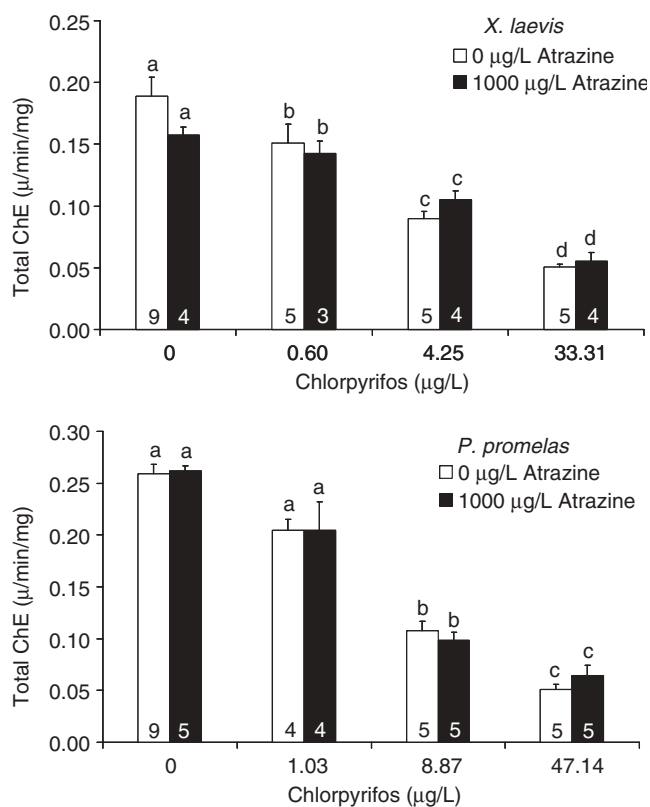 X. laevis
0 µg/L Atrazine
1000 µg/L Atrazine
Total ChE (µ/min/mg)
0.25
0.20
0.15
0.10
0.05
0.00
a a b b c c d d
9 4 5 3 5 4 5 4
0 0.60 4.25 33.31
Chlorpyrifos (µg/L)
P. promelas
0 µg/L Atrazine
1000 µg/L Atrazine
Total ChE (µ/min/mg)
0.30
0.25
0.20
0.15
0.10
0.05
0.00
a a a a b b c c
9 5 4 4 5 5 5 5
0 1.03 8.87 47.14
Chlorpyrifos (µg/L)